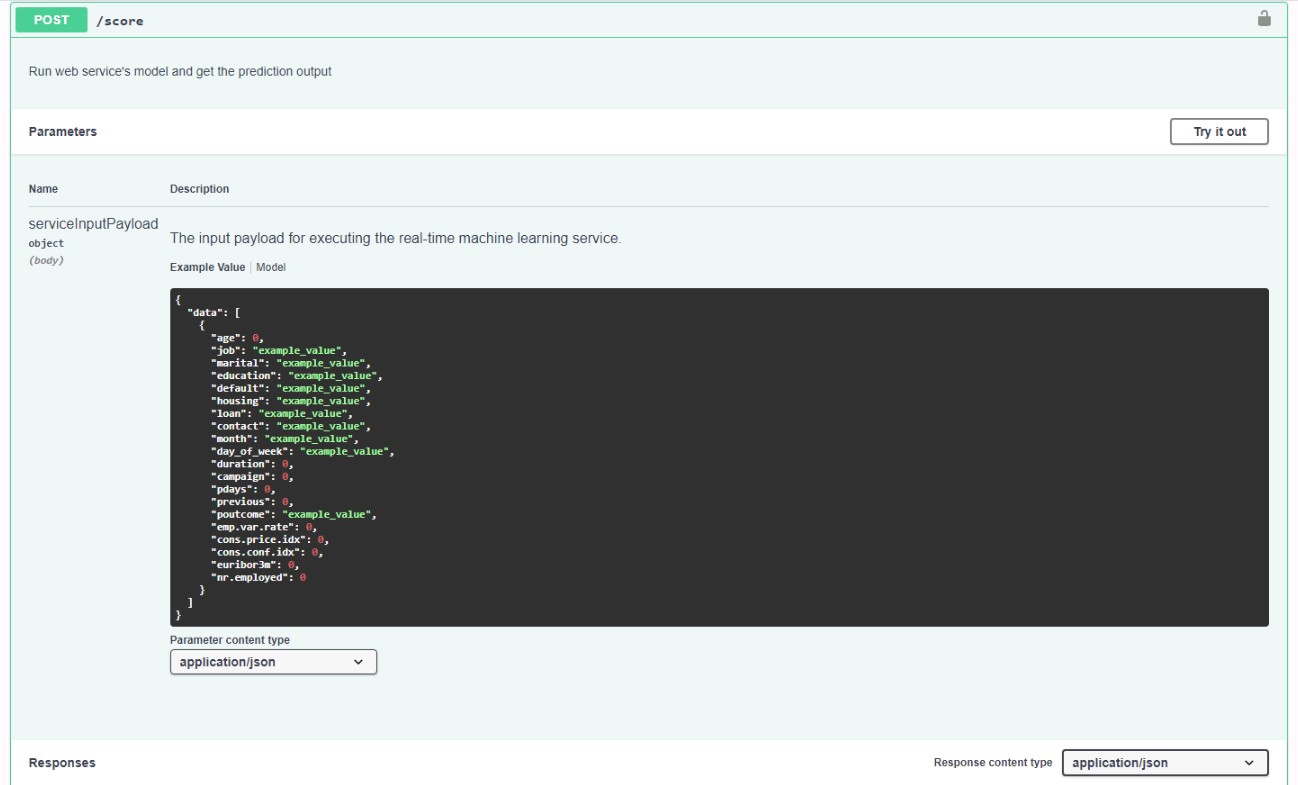 POST /score
Run web service's model and get the prediction output
Parameters
Try it out
Name Description
serviceInputPayload
object
(body)
The input payload for executing the real-time machine learning service.
Example Value | Model
{
  "data": [
    {
      "age": 0,
      "job": "example_value",
      "marital": "example_value",
      "education": "example_value",
      "default": "example_value",
      "housing": "example_value",
      "loan": "example_value",
      "contact": "example_value",
      "month": "example_value",
      "day_of_week": "example_value",
      "duration": 0,
      "campaign": 0,
      "pdays": 0,
      "previous": 0,
      "poutcome": "example_value",
      "emp.var.rate": 0,
      "cons.price.idx": 0,
      "cons.conf.idx": 0,
      "euribor3m": 0,
      "nr.employed": 0
    }
  ]
}
Parameter content type
application/json
Responses
Response content type
application/json